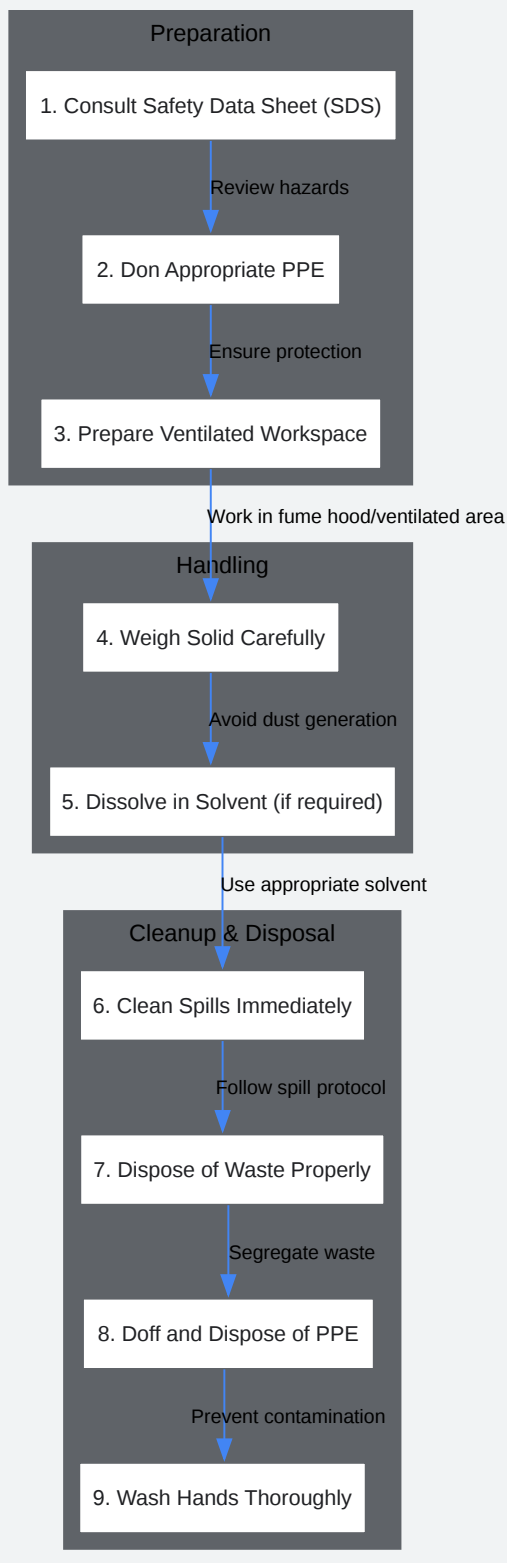 Preparation
1. Consult Safety Data Sheet (SDS)
Review hazards
2. Don Appropriate PPE
Ensure protection
3. Prepare Ventilated Workspace
Work in fume hood/ventilated area
Handling
4. Weigh Solid Carefully
Avoid dust generation
5. Dissolve in Solvent (if required)
Use appropriate solvent
Cleanup & Disposal
6. Clean Spills Immediately
Follow spill protocol
7. Dispose of Waste Properly
Segregate waste
8. Doff and Dispose of PPE
Prevent contamination
9. Wash Hands Thoroughly